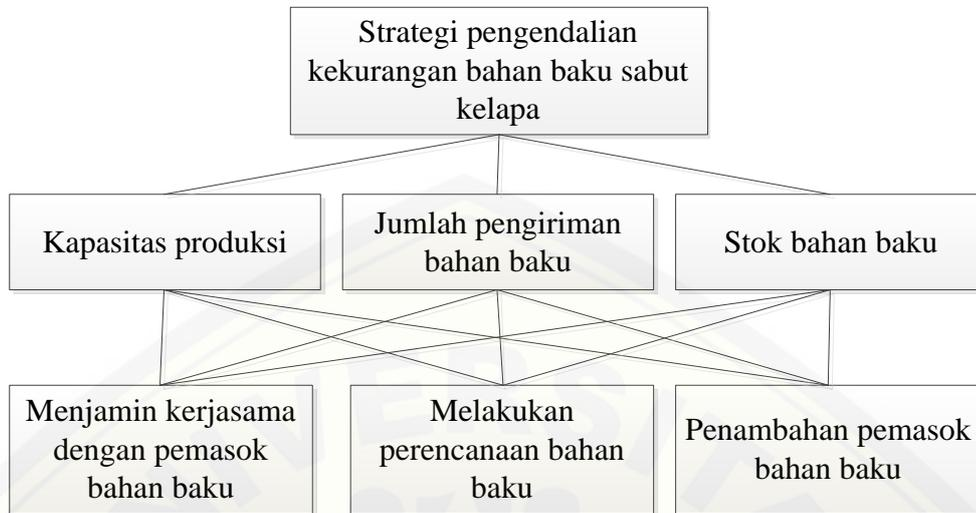 Strategi pengendalian
kekurangan bahan baku sabut
kelapa
Kapasitas produksi
Jumlah pengiriman
bahan baku
Stok bahan baku
Menjamin kerjasama
dengan pemasok
bahan baku
Melakukan
perencanaan bahan
baku
Penambahan pemasok
bahan baku